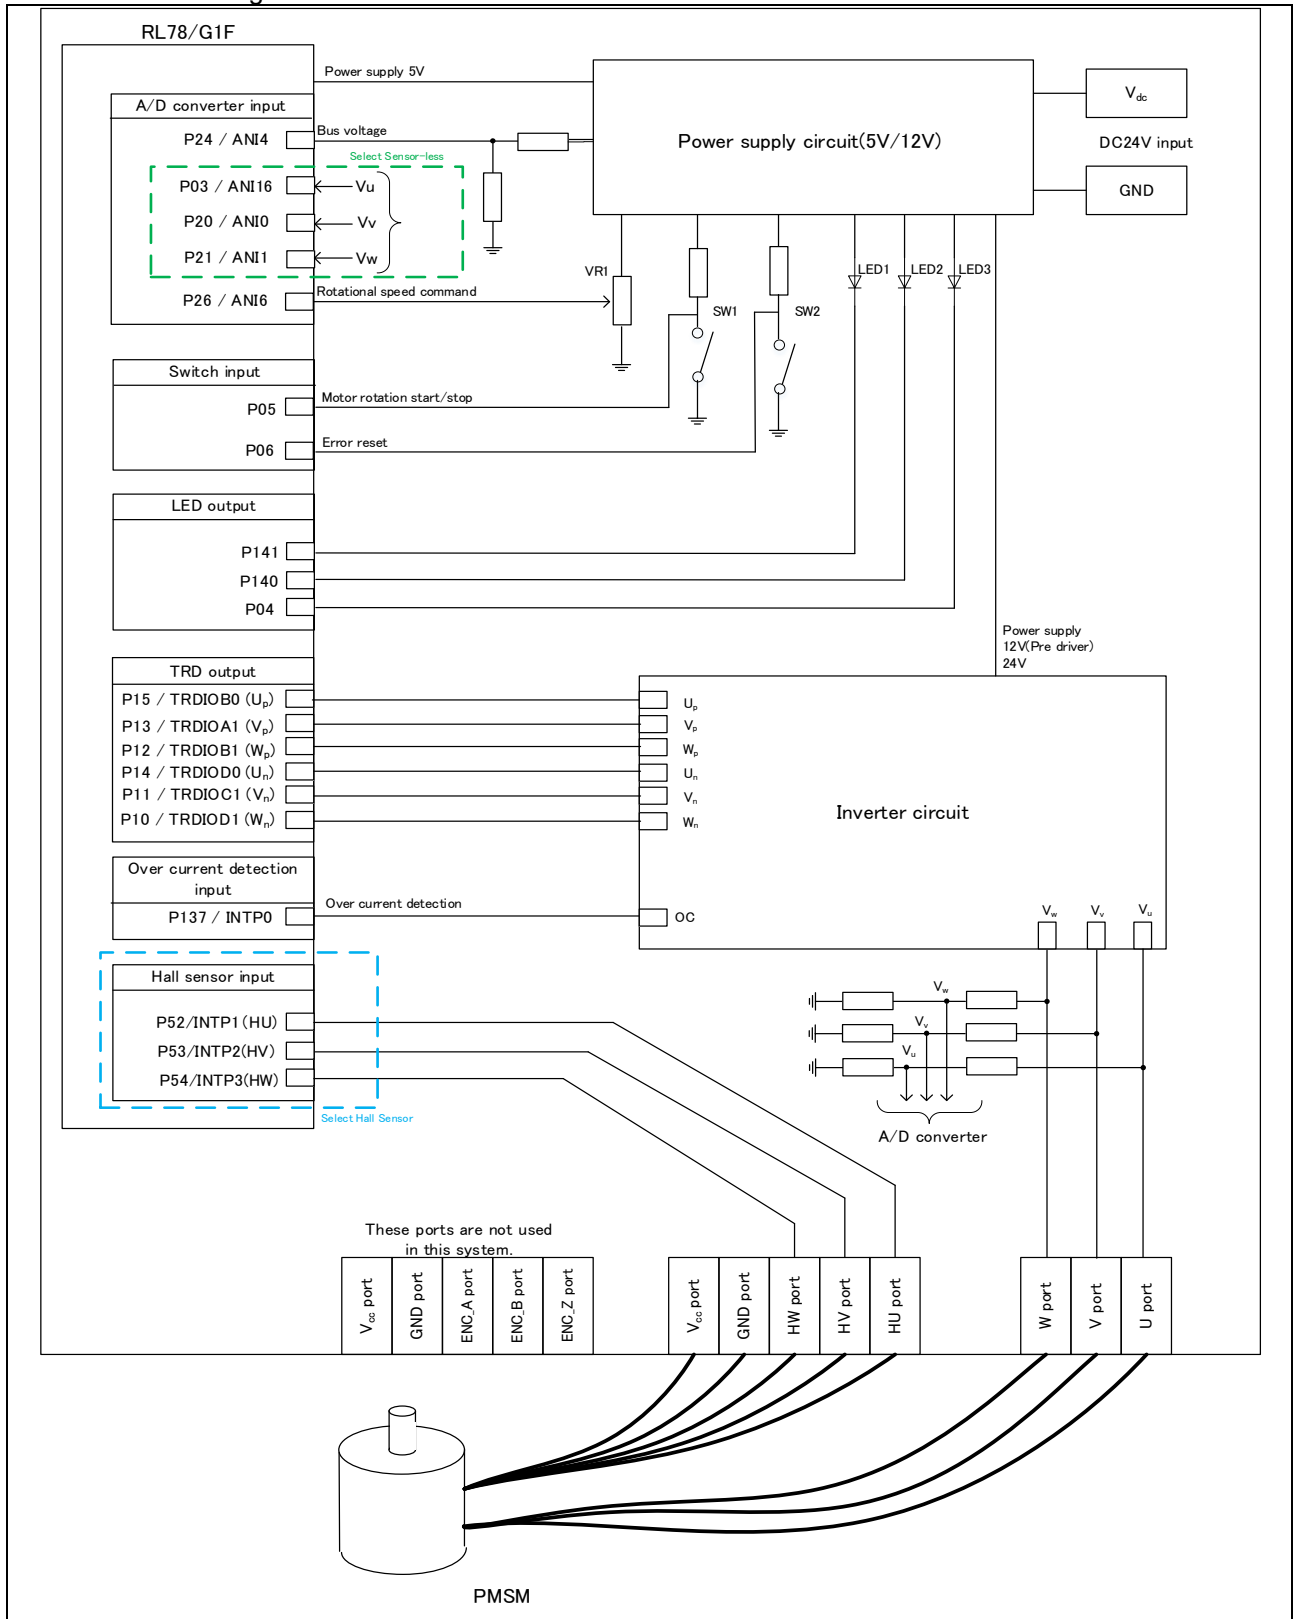 RL78/G1F
Power supply 5V
A/D converter input
P24 / ANI4
Bus voltage
Select Sensor-less
P03 / ANI16
Vu
P20 / ANI0
Vv
P21 / ANI1
Vw
P26 / ANI6
Rotational speed command
Power supply circuit(5V/12V)
Vdc
DC24V input
GND
VR1
SW1
SW2
LED1
LED2
LED3
Switch input
P05
Motor rotation start/stop
P06
Error reset
LED output
P141
P140
P04
Power supply
12V(Pre driver)
24V
TRD output
P15 / TRDIOB0 (Up)
P13 / TRDIOA1 (Vp)
P12 / TRDIOB1 (Wp)
P14 / TRDIOD0 (Un)
P11 / TRDIOC1 (Vn)
P10 / TRDIOD1 (Wn)
Up
Vp
Wp
Un
Vn
Wn
Inverter circuit
Over current detection
input
P137 / INTP0
Over current detection
OC
Vw
Vv
Vu
Hall sensor input
P52/INTP1 (HU)
P53/INTP2(HV)
P54/INTP3(HW)
Select Hall Sensor
Vw
Vv
Vu
A/D converter
These ports are not used
in this system.
Vcc port
GND port
ENC_A port
ENC_B port
ENC_Z port
Vcc port
GND port
HW port
HV port
HU port
W port
V port
U port
PMSM